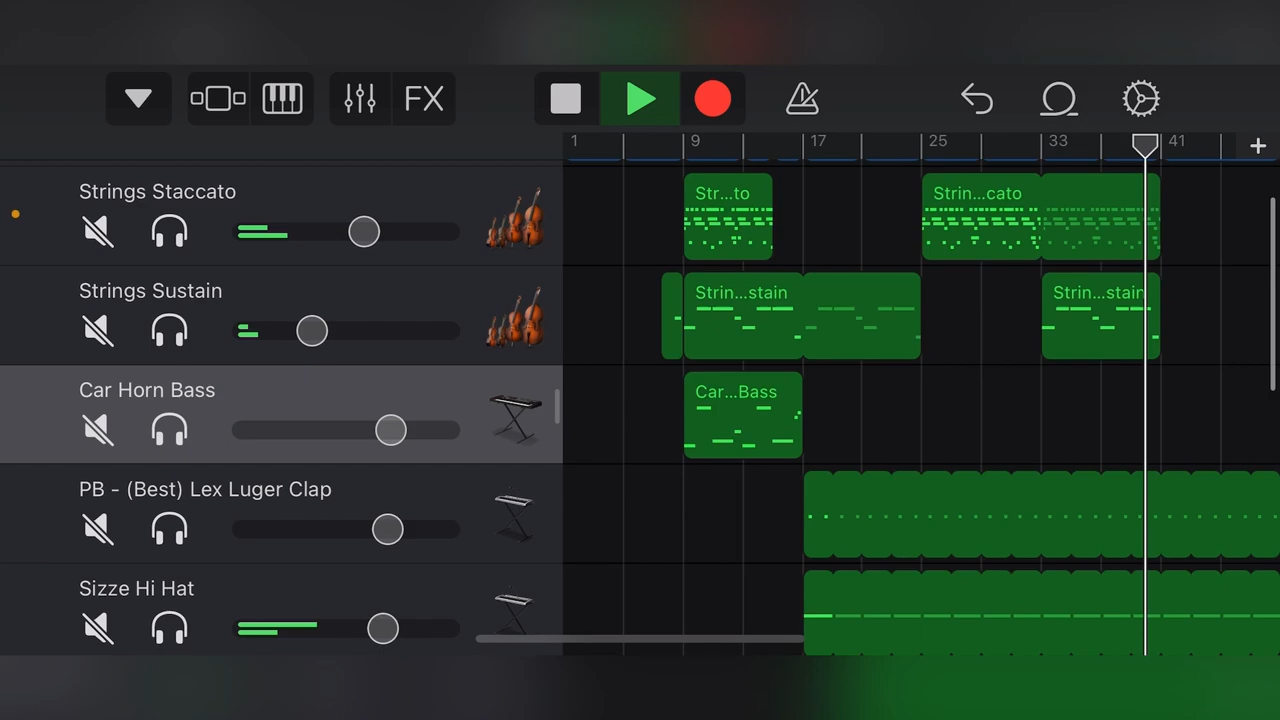 FX
1 9 17 25 33 41 +
Strings Staccato
Str...to Strin...cato
Strings Sustain
Strin...stain Strin...stain
Car Horn Bass
Car...Bass
PB - (Best) Lex Luger Clap
Sizze Hi Hat